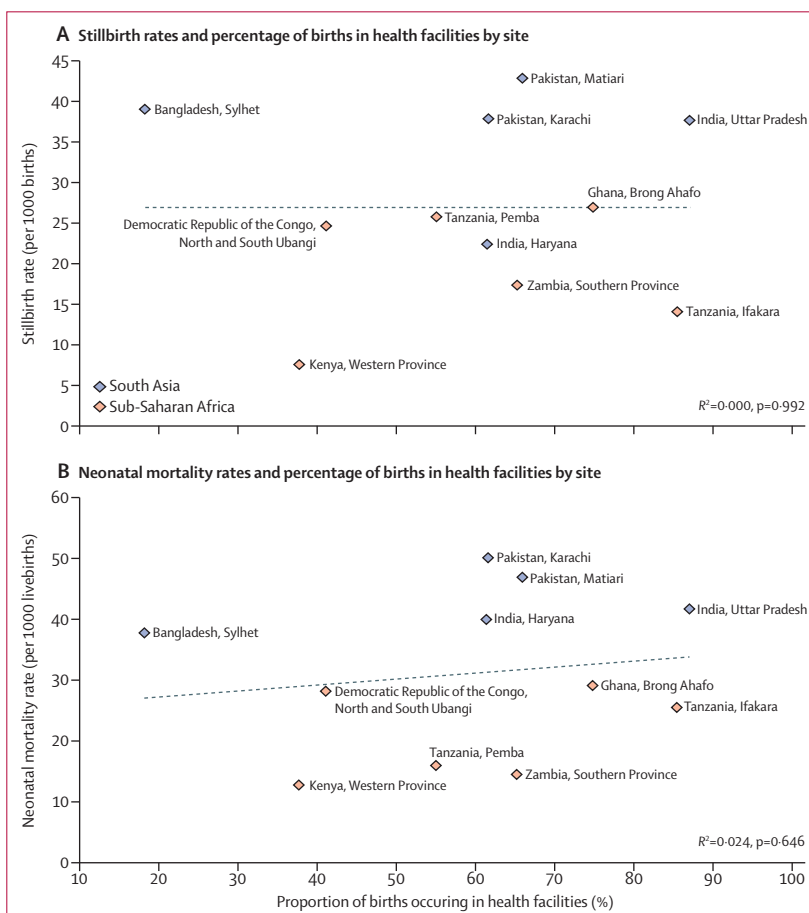 A Stillbirth rates and percentage of births in health facilities by site
45
40
35
30
25
20
15
10
5
0
Stillbirth rate (per 1000 births)
Pakistan, Matiari
Bangladesh, Sylhet
Pakistan, Karachi
India, Uttar Pradesh
Ghana, Brong Ahafo
Tanzania, Pemba
Democratic Republic of the Congo,
North and South Ubangi
India, Haryana
Zambia, Southern Province
Tanzania, Ifakara
Kenya, Western Province
South Asia
Sub-Saharan Africa
R²=0·000, p=0·992
B Neonatal mortality rates and percentage of births in health facilities by site
60
50
40
30
20
10
0
Neonatal mortality rate (per 1000 livebirths)
Pakistan, Karachi
Pakistan, Matiari
India, Uttar Pradesh
India, Haryana
Bangladesh, Sylhet
Democratic Republic of the Congo,
North and South Ubangi
Ghana, Brong Ahafo
Tanzania, Ifakara
Tanzania, Pemba
Zambia, Southern Province
Kenya, Western Province
R²=0·024, p=0·646
10 20 30 40 50 60 70 80 90 100
Proportion of births occuring in health facilities (%)